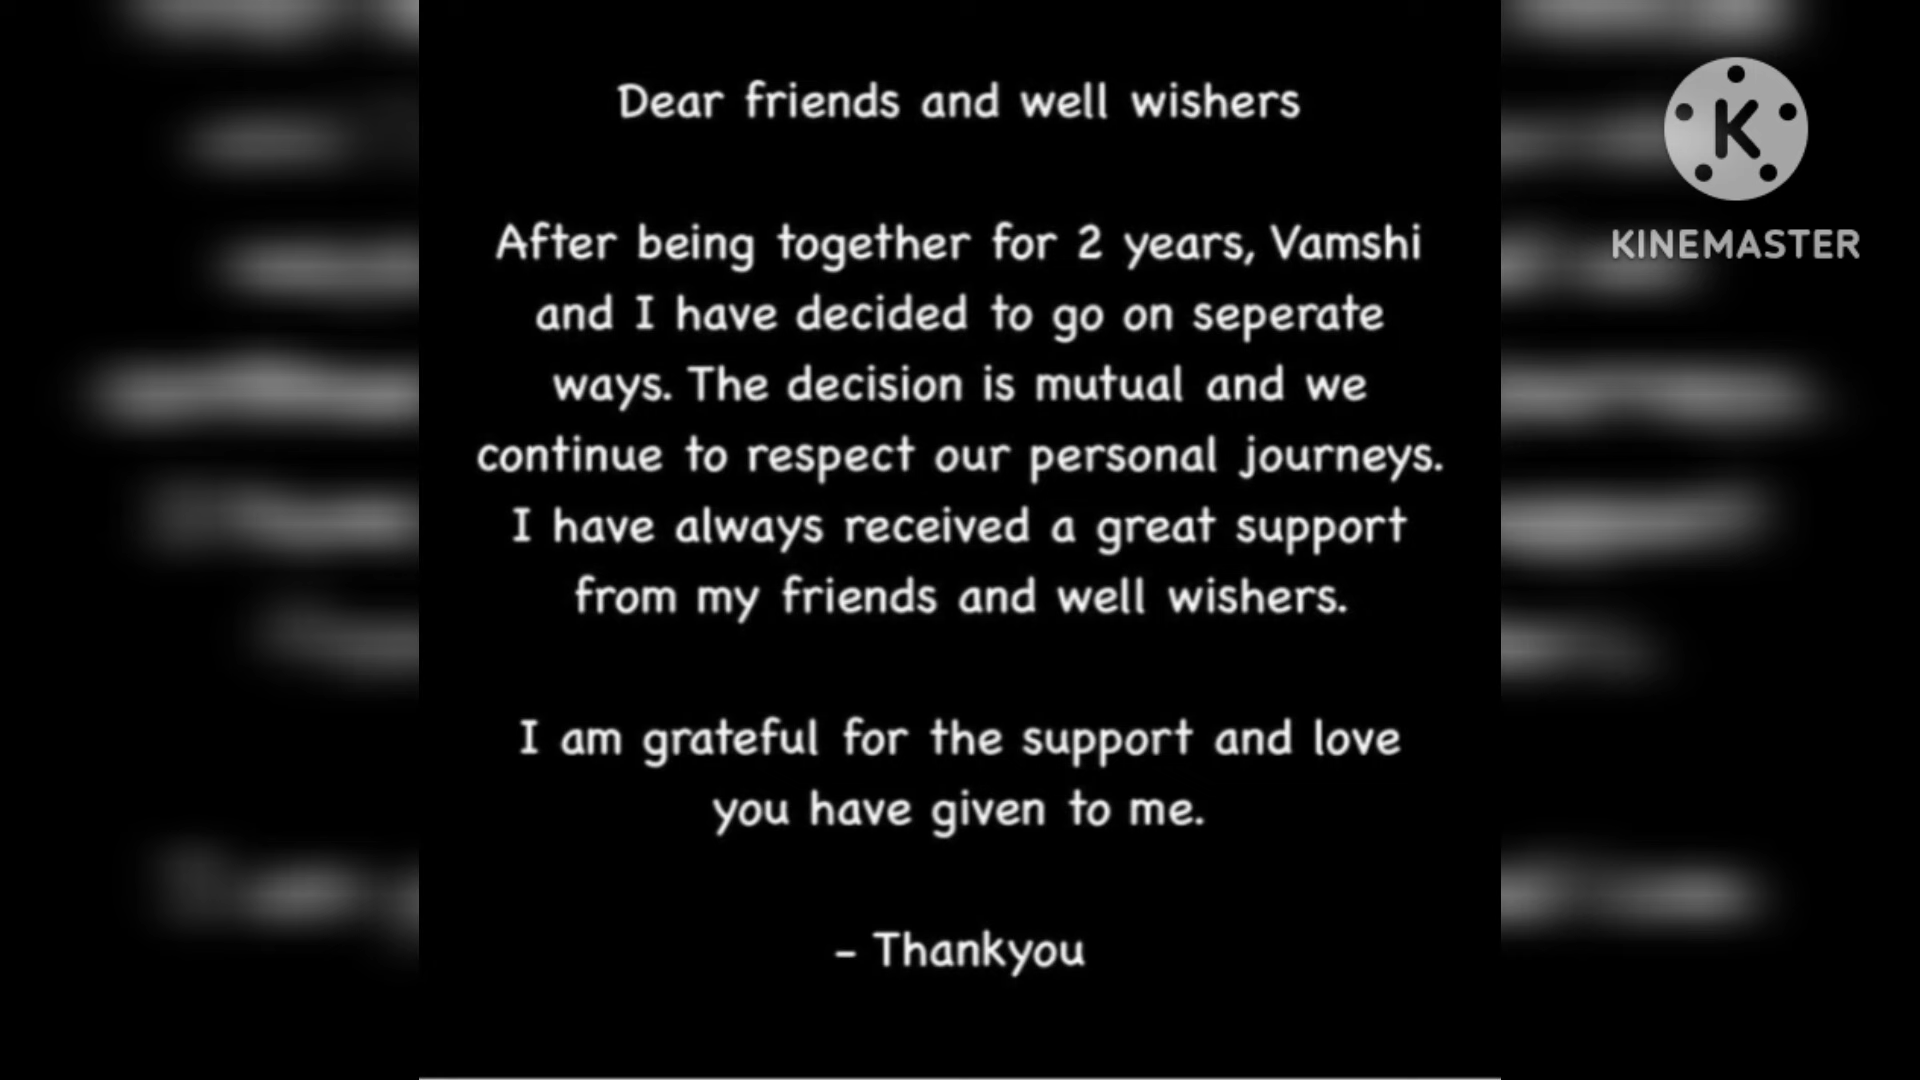 Dear friends and well wishers
After being together for 2 years, Vamshi
and I have decided to go on seperate
ways. The decision is mutual and we
continue to respect our personal journeys.
I have always received a great support
from my friends and well wishers.
I am grateful for the support and love
you have given to me.
- Thankyou
K
KINEMASTER